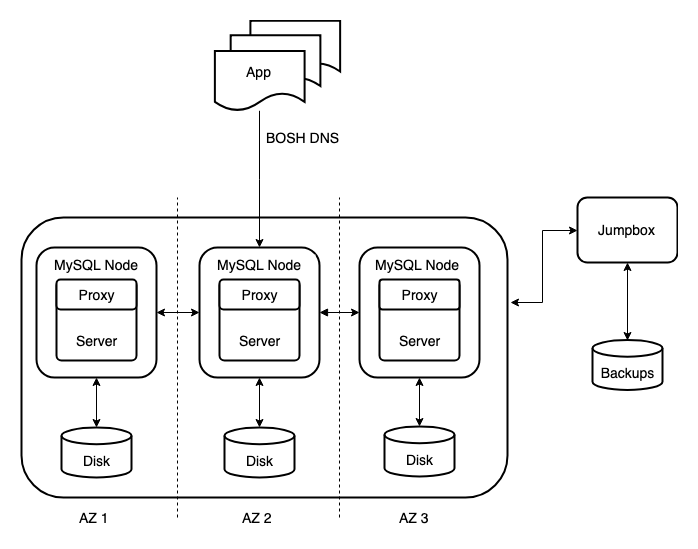 App
BOSH DNS
Jumpbox
MySQL Node
MySQL Node
MySQL Node
Proxy
Proxy
Proxy
Server
Server
Server
Backups
Disk
Disk
Disk
AZ 1
AZ 2
AZ 3